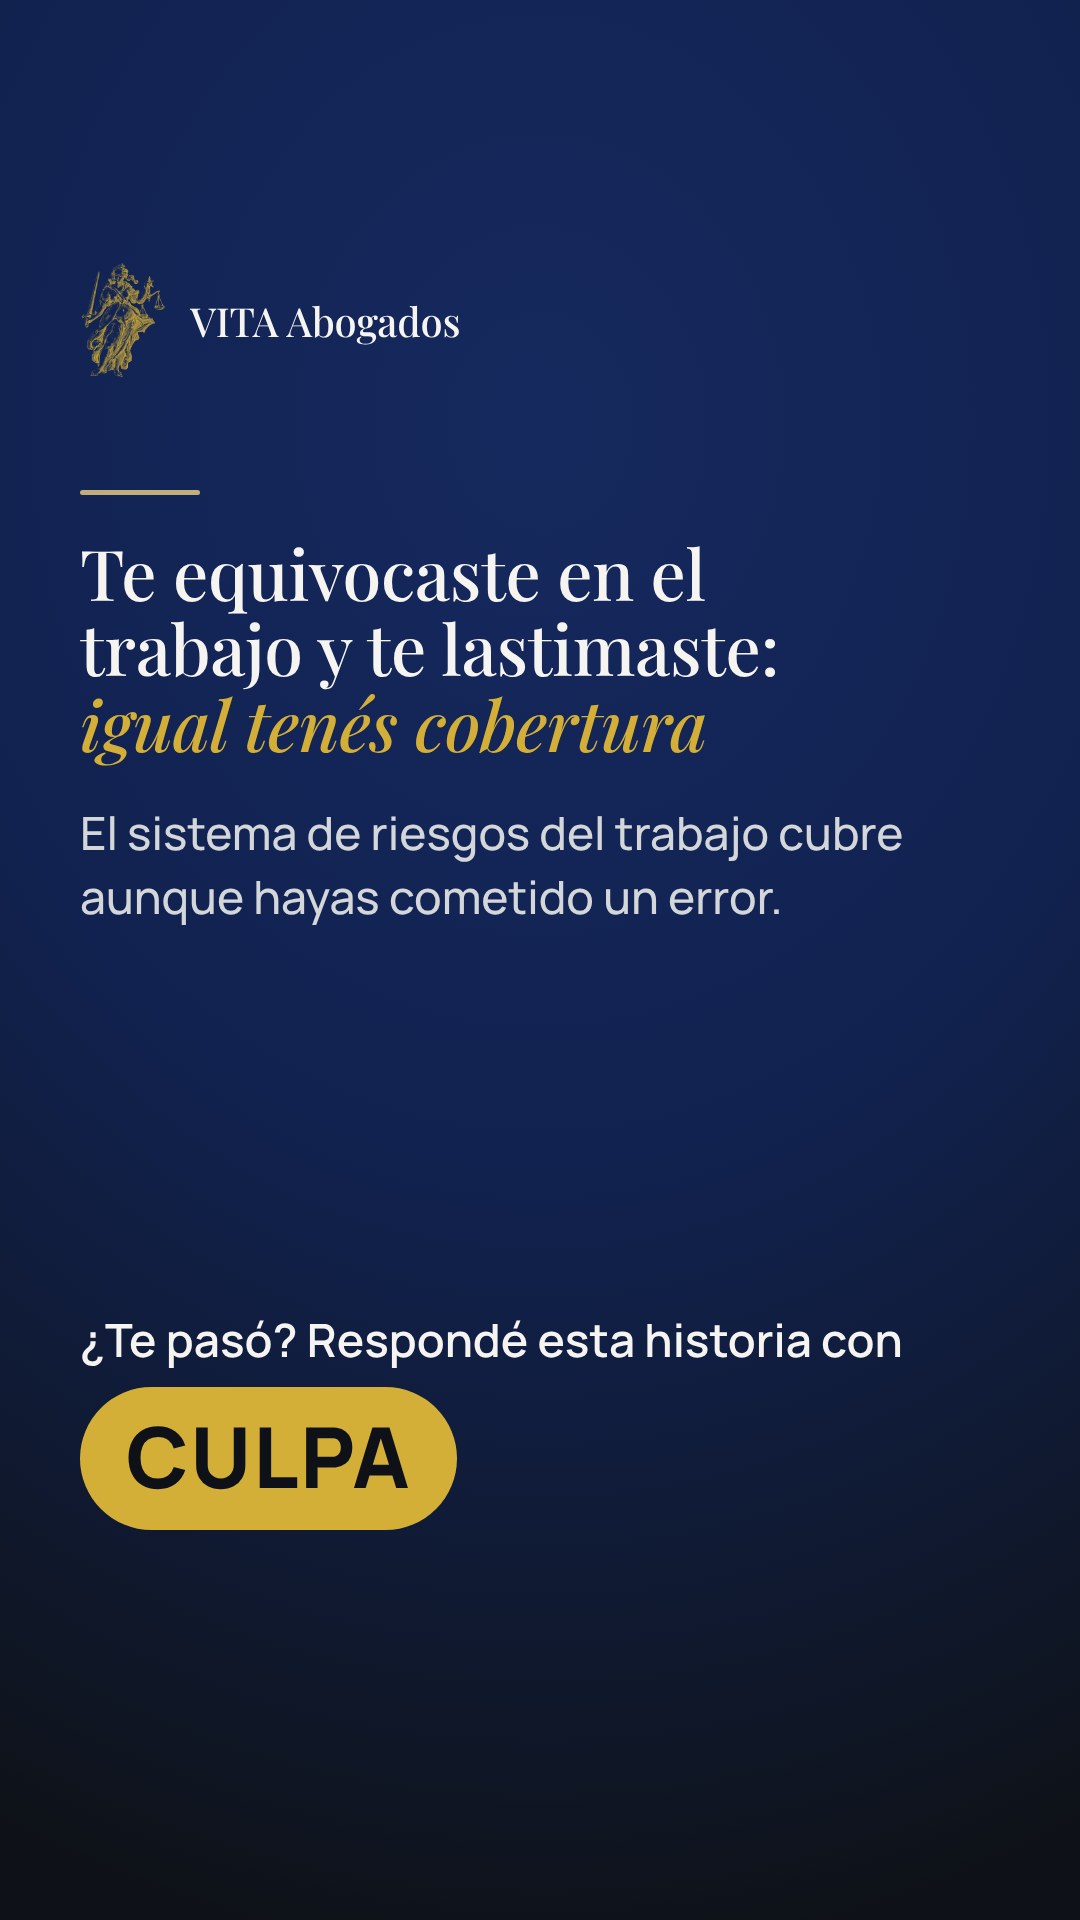 VITA Abogados
Te equivocaste en el
trabajo y te lastimaste:
igual tenés cobertura
El sistema de riesgos del trabajo cubre
aunque hayas cometido un error.
¿Te pasó? Respondé esta historia con
CULPA